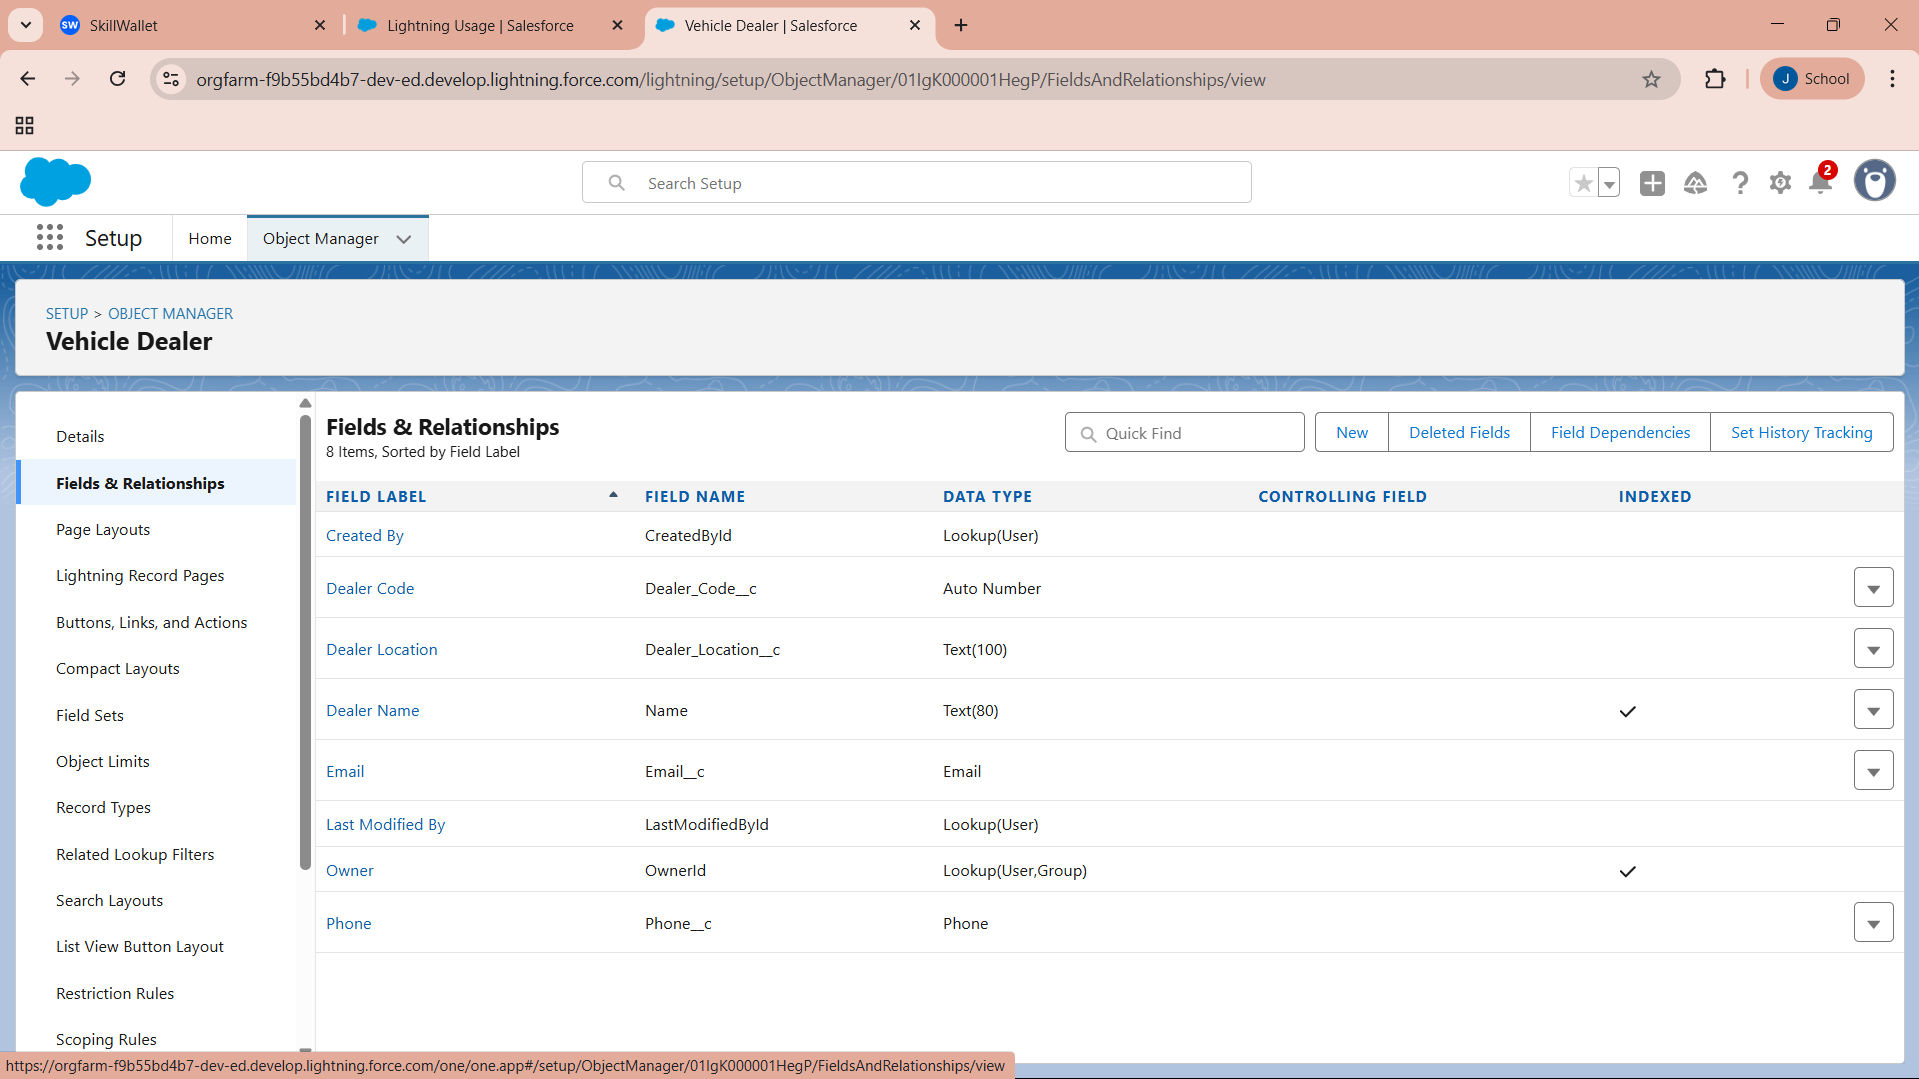 SW SkillWallet
Lightning Usage | Salesforce
Vehicle Dealer | Salesforce
orgfarm-f9b55bd4b7-dev-ed.develop.lightning.force.com/lightning/setup/ObjectManager/01IgK000001HegP/FieldsAndRelationships/view
J School
Search Setup
2
Setup
Home
Object Manager
SETUP > OBJECT MANAGER
Vehicle Dealer
Details
Fields & Relationships
Page Layouts
Lightning Record Pages
Buttons, Links, and Actions
Compact Layouts
Field Sets
Object Limits
Record Types
Related Lookup Filters
Search Layouts
List View Button Layout
Restriction Rules
Scoping Rules
Fields & Relationships
8 Items, Sorted by Field Label
Quick Find
New
Deleted Fields
Field Dependencies
Set History Tracking
FIELD LABEL FIELD NAME DATA TYPE CONTROLLING FIELD INDEXED
Created By CreatedById Lookup(User)
Dealer Code Dealer_Code__c Auto Number
Dealer Location Dealer_Location__c Text(100)
Dealer Name Name Text(80)
Email Email__c Email
Last Modified By LastModifiedById Lookup(User)
Owner OwnerId Lookup(User,Group)
Phone Phone__c Phone
https://orgfarm-f9b55bd4b7-dev-ed.develop.lightning.force.com/one/one.app#/setup/ObjectManager/01IgK000001HegP/FieldsAndRelationships/view